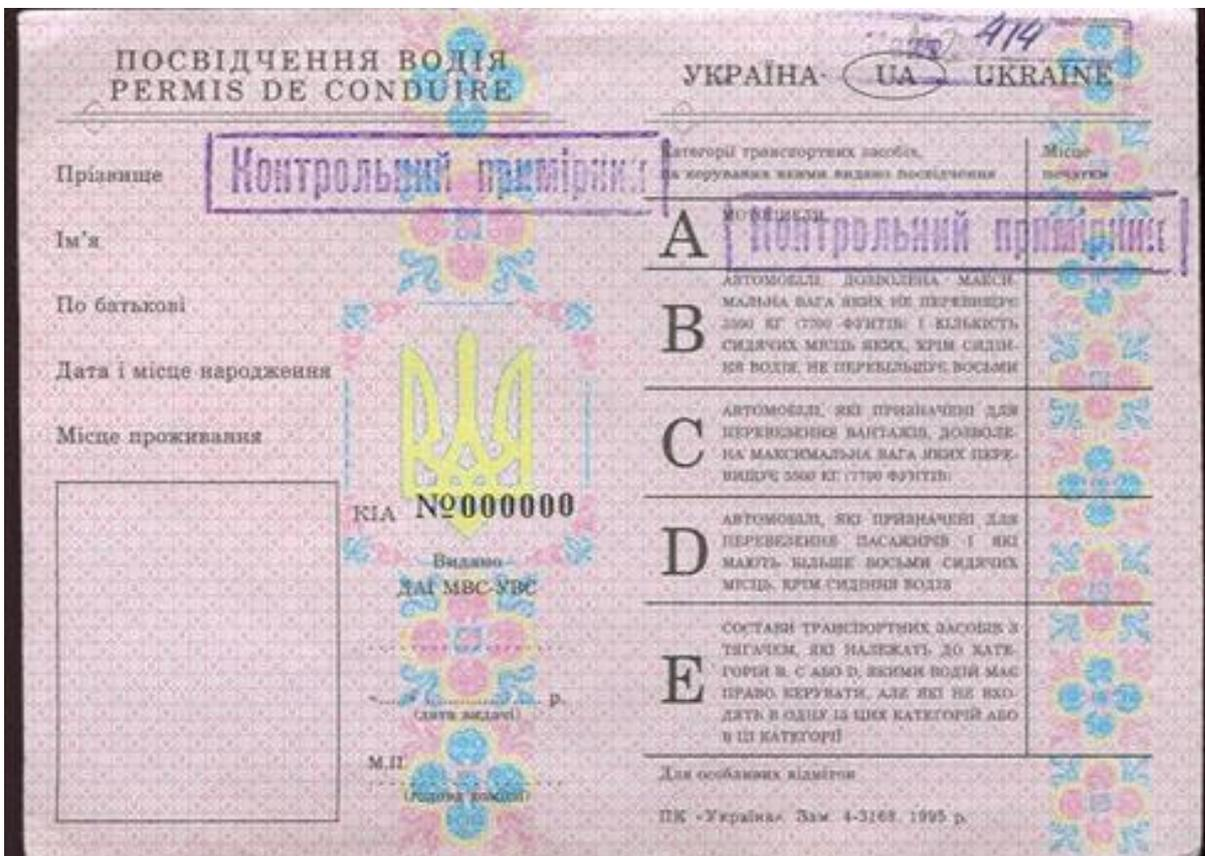 ПОСВІДЧЕННЯ ВОДІЯ
PERMIS DE CONDUIRE
Прізвище
Контрольний примірник
Ім'я
По батькові
Дата і місце народження
Місце проживання
КІА №000000
Видано
ДАІ МВС-УВС
р.
(дата видачі)
М.П.
414
УКРАЇНА UA UKRAINE
Категорії транспортних засобів,
на керування якими видано посвідчення
Місце
печатки
A
МОТОЦИКЛИ
Контрольний примірник
B
АВТОМОБІЛІ, ДОЗВОЛЕНА МАКСИ-
МАЛЬНА ВАГА ЯКИХ НЕ ПЕРЕВИЩУЄ
3500 КГ (7700 ФУНТІВ) І КІЛЬКІСТЬ
СИДЯЧИХ МІСЦЬ ЯКИХ, КРІМ СИДІН-
НЯ ВОДІЯ, НЕ ПЕРЕБІЛЬШУЄ ВОСЬМИ
C
АВТОМОБІЛІ, ЯКІ ПРИЗНАЧЕНІ ДЛЯ
ПЕРЕВЕЗЕННЯ ВАНТАЖІВ, ДОЗВОЛЕ-
НА МАКСИМАЛЬНА ВАГА ЯКИХ ПЕРЕ-
ВИЩУЄ 3500 КГ (7700 ФУНТІВ)
D
АВТОМОБІЛІ, ЯКІ ПРИЗНАЧЕНІ ДЛЯ
ПЕРЕВЕЗЕННЯ ПАСАЖИРІВ І ЯКІ
МАЮТЬ БІЛЬШЕ ВОСЬМИ СИДЯЧИХ
МІСЦЬ, КРІМ СИДІННЯ ВОДІЯ
E
СОСТАВИ ТРАНСПОРТНИХ ЗАСОБІВ З
ТЯГАЧЕМ, ЯКІ НАЛЕЖАТЬ ДО КАТЕ-
ГОРІЙ B, C АБО D, ЯКИМИ ВОДІЙ МАЄ
ПРАВО КЕРУВАТИ, АЛЕ ЯКІ НЕ ВХО-
ДЯТЬ В ОДНУ ІЗ ЦИХ КАТЕГОРІЙ АБО
В ЦІ КАТЕГОРІЇ
Для особливих відміток
ПК «Україна». Зам. 4-3168. 1995 р.